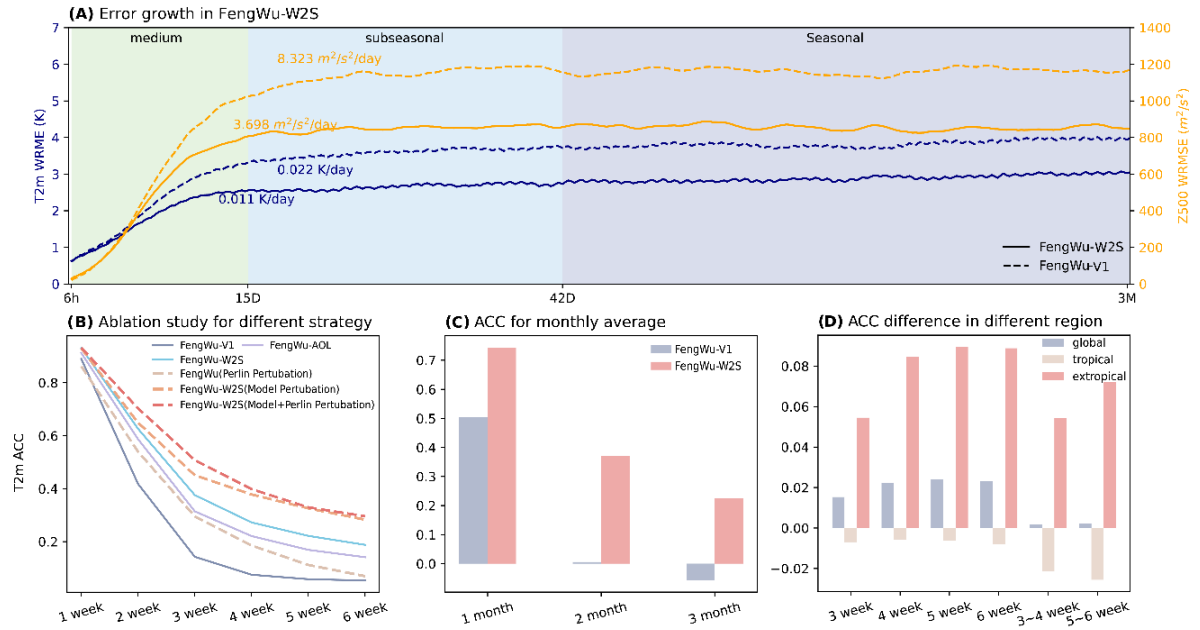 (A) Error growth in FengWu-W2S
medium
subseasonal
Seasonal
8.323 m²/s²/day
3.698 m²/s²/day
0.022 K/day
0.011 K/day
FengWu-W2S
FengWu-V1
T2m WRME (K)
7
6
5
4
3
2
1
0
Z500 WRMSE (m²/s²)
1400
1200
1000
800
600
400
200
0
6h
15D
42D
3M
(B) Ablation study for different strategy
FengWu-V1
FengWu-AOL
FengWu-W2S
FengWu(Perlin Pertubation)
FengWu-W2S(Model Pertubation)
FengWu-W2S(Model+Perlin Pertubation)
T2m ACC
0.8
0.6
0.4
0.2
1 week
2 week
3 week
4 week
5 week
6 week
(C) ACC for monthly average
FengWu-V1
FengWu-W2S
0.7
0.6
0.5
0.4
0.3
0.2
0.1
0.0
1 month
2 month
3 month
(D) ACC difference in different region
global
tropical
extropical
0.08
0.06
0.04
0.02
0.00
−0.02
3 week
4 week
5 week
6 week
3~4 week
5~6 week